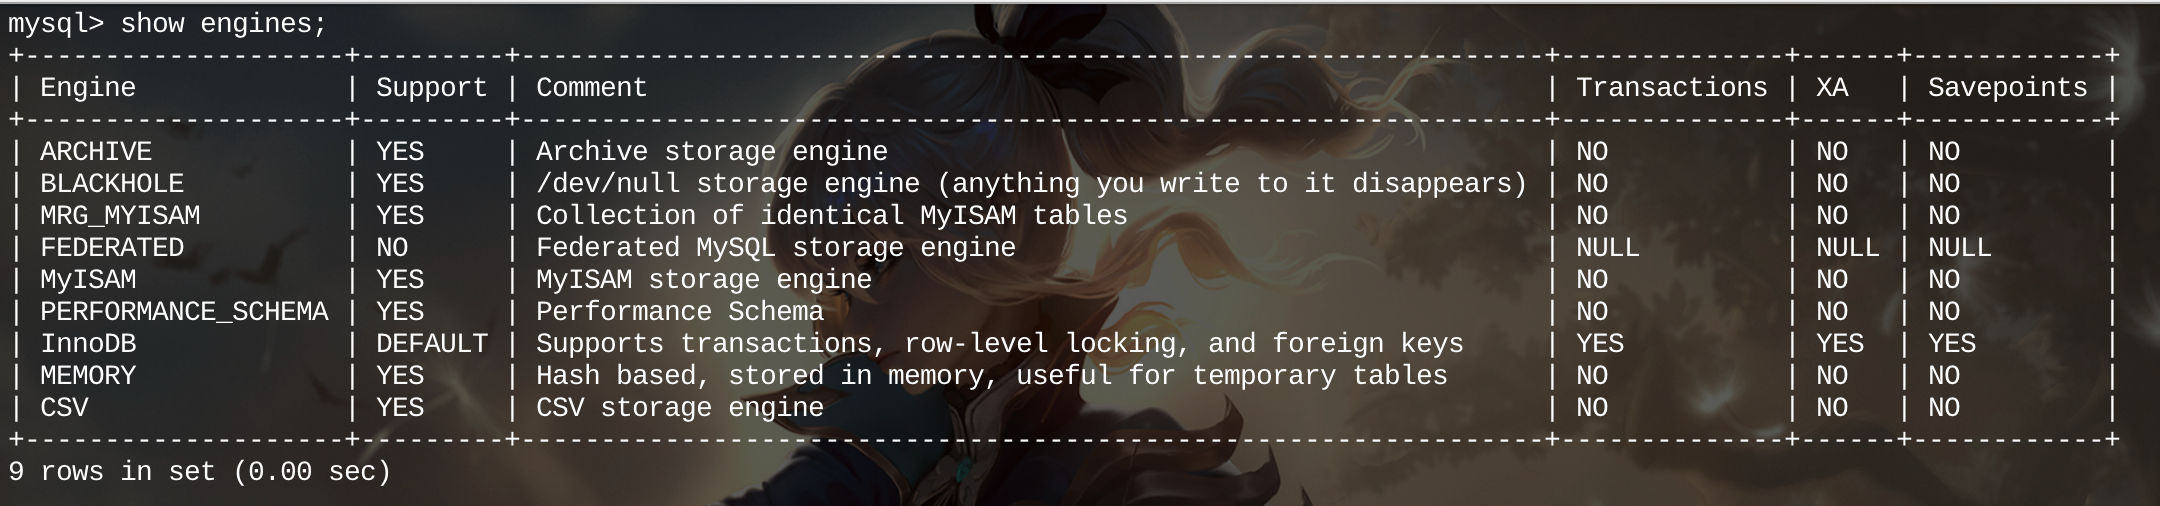 mysql> show engines;
+--------------------+---------+----------------------------------------------------------------+--------------+------+------------+
| Engine             | Support | Comment                                                        | Transactions | XA   | Savepoints |
+--------------------+---------+----------------------------------------------------------------+--------------+------+------------+
| ARCHIVE            | YES     | Archive storage engine                                         | NO           | NO   | NO         |
| BLACKHOLE          | YES     | /dev/null storage engine (anything you write to it disappears) | NO           | NO   | NO         |
| MRG_MYISAM         | YES     | Collection of identical MyISAM tables                          | NO           | NO   | NO         |
| FEDERATED          | NO      | Federated MySQL storage engine                                 | NULL         | NULL | NULL       |
| MyISAM             | YES     | MyISAM storage engine                                          | NO           | NO   | NO         |
| PERFORMANCE_SCHEMA | YES     | Performance Schema                                             | NO           | NO   | NO         |
| InnoDB             | DEFAULT | Supports transactions, row-level locking, and foreign keys     | YES          | YES  | YES        |
| MEMORY             | YES     | Hash based, stored in memory, useful for temporary tables      | NO           | NO   | NO         |
| CSV                | YES     | CSV storage engine                                             | NO           | NO   | NO         |
+--------------------+---------+----------------------------------------------------------------+--------------+------+------------+
9 rows in set (0.00 sec)